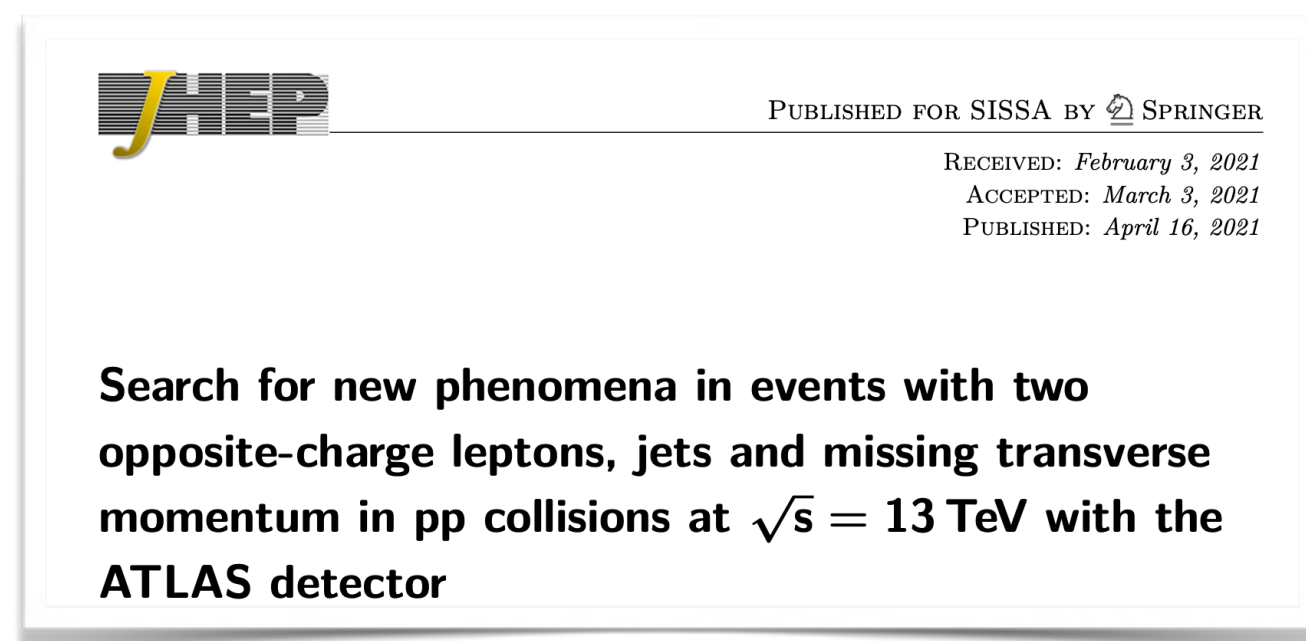 JHEP
PUBLISHED FOR SISSA BY SPRINGER
RECEIVED: February 3, 2021
ACCEPTED: March 3, 2021
PUBLISHED: April 16, 2021
Search for new phenomena in events with two
opposite-charge leptons, jets and missing transverse
momentum in pp collisions at √s = 13 TeV with the
ATLAS detector